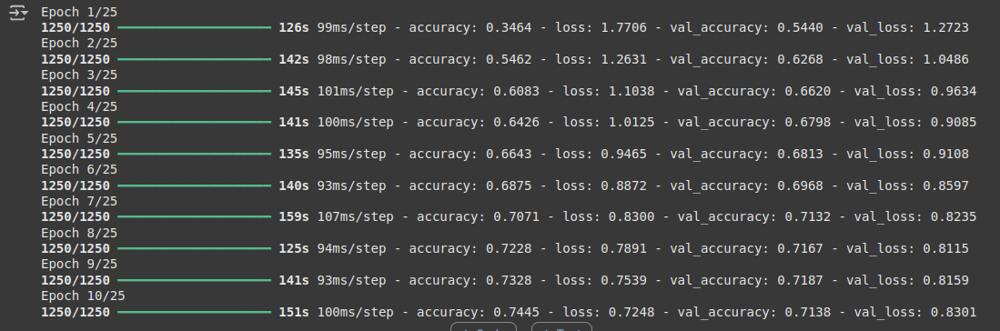 Epoch 1/25
1250/1250 126s 99ms/step - accuracy: 0.3464 - loss: 1.7706 - val_accuracy: 0.5440 - val_loss: 1.2723
Epoch 2/25
1250/1250 142s 98ms/step - accuracy: 0.5462 - loss: 1.2631 - val_accuracy: 0.6268 - val_loss: 1.0486
Epoch 3/25
1250/1250 145s 101ms/step - accuracy: 0.6083 - loss: 1.1038 - val_accuracy: 0.6620 - val_loss: 0.9634
Epoch 4/25
1250/1250 141s 100ms/step - accuracy: 0.6426 - loss: 1.0125 - val_accuracy: 0.6798 - val_loss: 0.9085
Epoch 5/25
1250/1250 135s 95ms/step - accuracy: 0.6643 - loss: 0.9465 - val_accuracy: 0.6813 - val_loss: 0.9108
Epoch 6/25
1250/1250 140s 93ms/step - accuracy: 0.6875 - loss: 0.8872 - val_accuracy: 0.6968 - val_loss: 0.8597
Epoch 7/25
1250/1250 159s 107ms/step - accuracy: 0.7071 - loss: 0.8300 - val_accuracy: 0.7132 - val_loss: 0.8235
Epoch 8/25
1250/1250 125s 94ms/step - accuracy: 0.7228 - loss: 0.7891 - val_accuracy: 0.7167 - val_loss: 0.8115
Epoch 9/25
1250/1250 141s 93ms/step - accuracy: 0.7328 - loss: 0.7539 - val_accuracy: 0.7187 - val_loss: 0.8159
Epoch 10/25
1250/1250 151s 100ms/step - accuracy: 0.7445 - loss: 0.7248 - val_accuracy: 0.7138 - val_loss: 0.8301